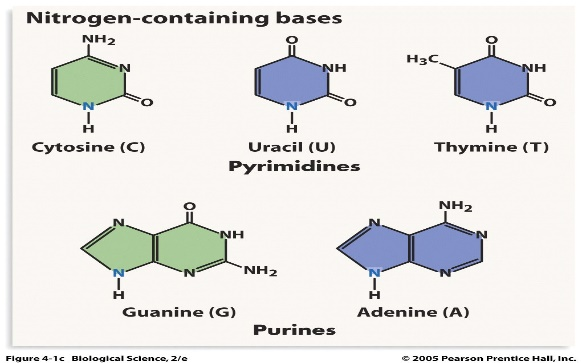 Nitrogen-containing bases
NH2
N
O
N
H
Cytosine (C)
O
NH
O
N
H
Uracil (U)
O
H3C
NH
O
N
H
Thymine (T)
Pyrimidines
O
N
NH
N
NH2
N
H
Guanine (G)
NH2
N
N
N
N
H
Adenine (A)
Purines
Figure 4-1c Biological Science, 2/e
© 2005 Pearson Prentice Hall, Inc.